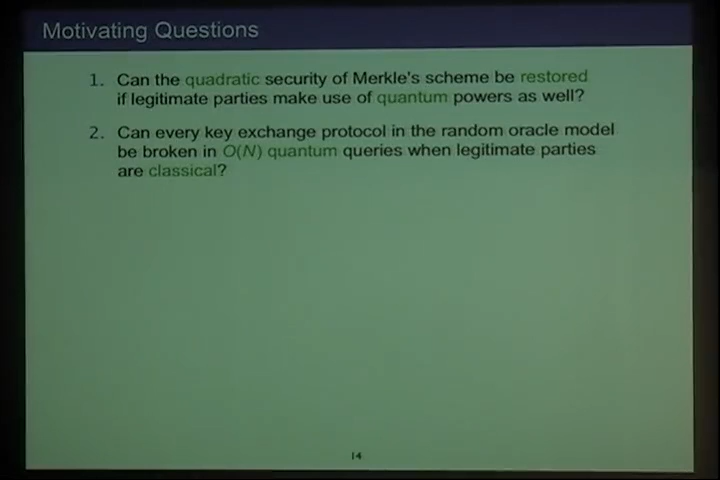 Motivating Questions
1. Can the quadratic security of Merkle's scheme be restored
if legitimate parties make use of quantum powers as well?
2. Can every key exchange protocol in the random oracle model
be broken in O(N) quantum queries when legitimate parties
are classical?
14